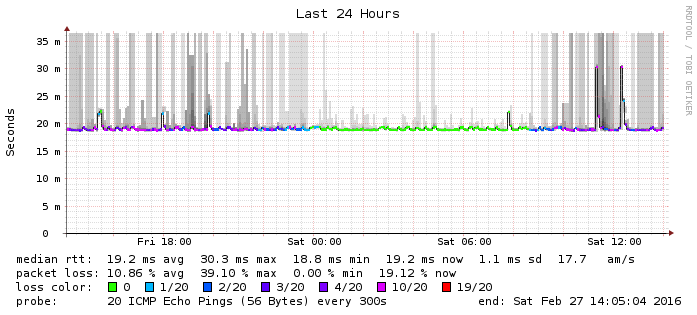 Last 24 Hours
RRDTOOL / TOBI OETIKER
Seconds
35 m
30 m
25 m
20 m
15 m
10 m
5 m
0
Fri 18:00 Sat 00:00 Sat 06:00 Sat 12:00
median rtt: 19.2 ms avg 30.3 ms max 18.8 ms min 19.2 ms now 1.1 ms sd 17.7 am/s
packet loss: 10.86 % avg 39.10 % max 0.00 % min 19.12 % now
loss color: 0 1/20 2/20 3/20 4/20 10/20 19/20
probe: 20 ICMP Echo Pings (56 Bytes) every 300s end: Sat Feb 27 14:05:04 2016